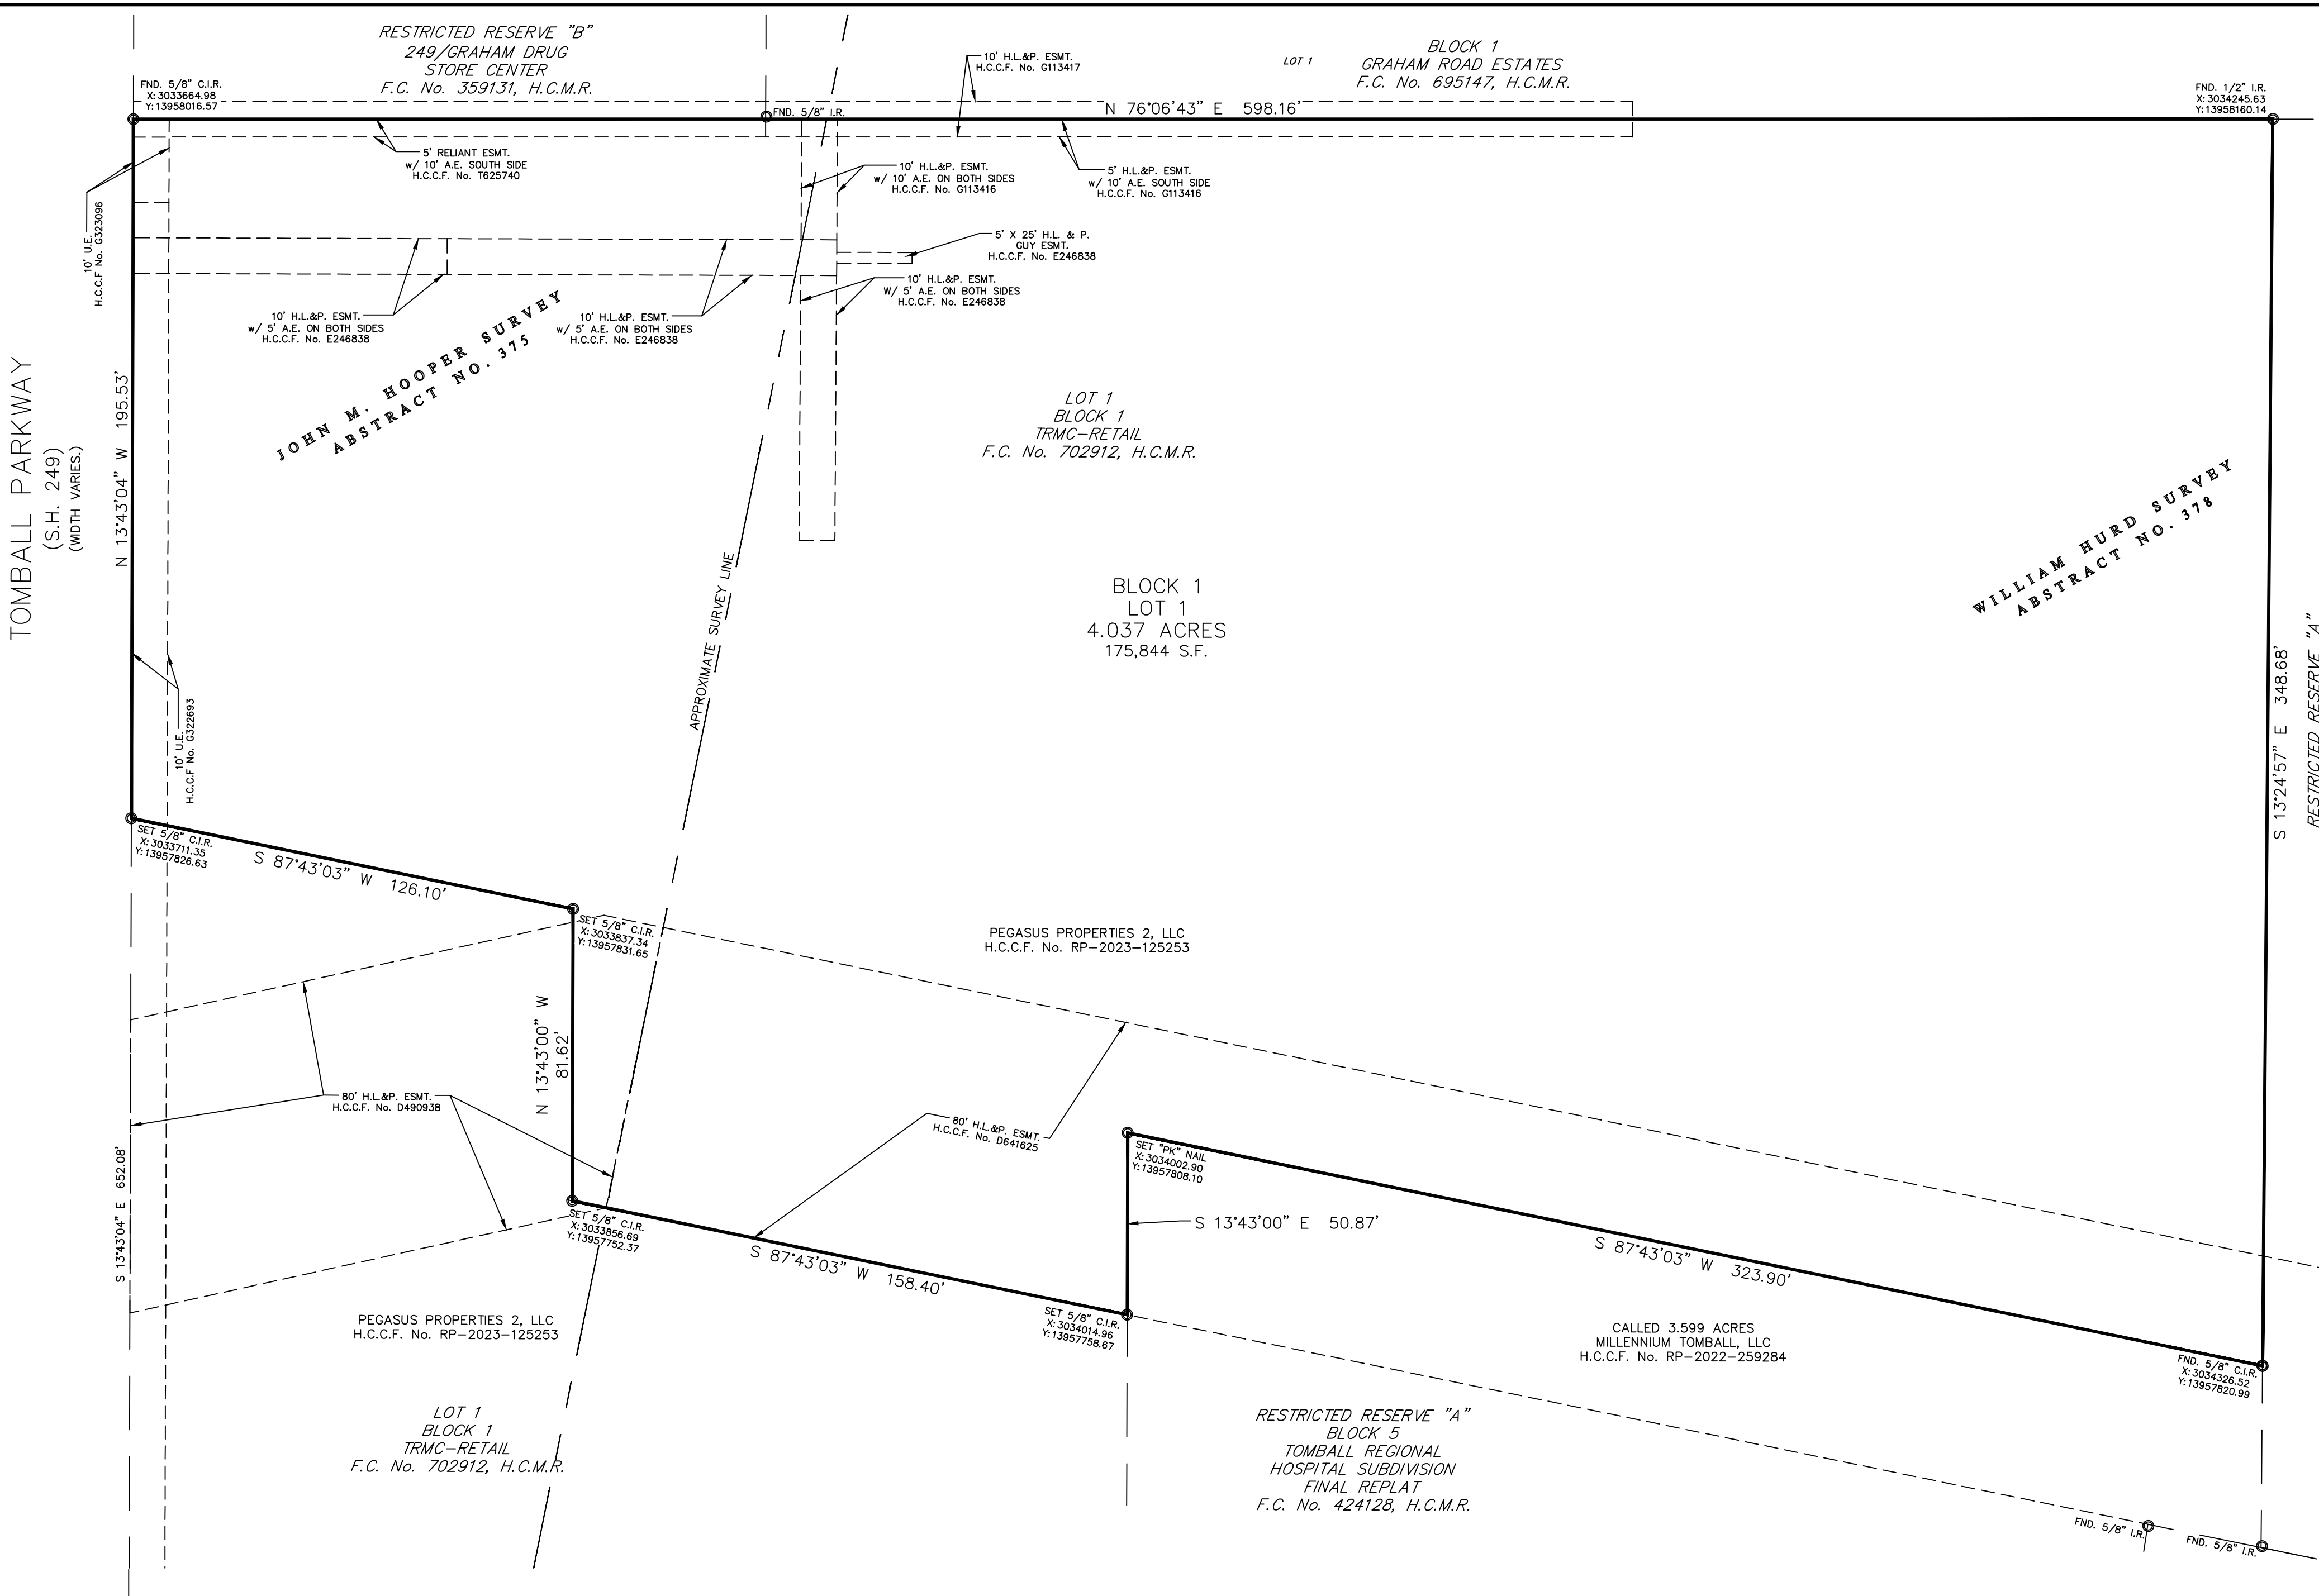 RESTRICTED RESERVE "B"
249/GRAHAM DRUG
STORE CENTER
F.C. No. 359131, H.C.M.R.
10' H.L.&P. ESMT.
H.C.C.F. No. G113417
LOT 1
BLOCK 1
GRAHAM ROAD ESTATES
F.C. No. 695147, H.C.M.R.
FND. 5/8" C.I.R.
X: 3033664.98
Y: 13958016.57
FND. 5/8" I.R.
N 76°06'43" E 598.16'
FND. 1/2" I.R.
X: 3034245.63
Y: 13958160.14
5' RELIANT ESMT.
w/ 10' A.E. SOUTH SIDE
H.C.C.F. No. T625740
10' H.L.&P. ESMT.
w/ 10' A.E. ON BOTH SIDES
H.C.C.F. No. G113416
5' H.L.&P. ESMT.
w/ 10' A.E. SOUTH SIDE
H.C.C.F. No. G113416
10' U.E.
H.C.C.F No. G323096
5' X 25' H.L. & P.
GUY ESMT.
H.C.C.F. No. E246838
10' H.L.&P. ESMT.
W/ 5' A.E. ON BOTH SIDES
H.C.C.F. No. E246838
10' H.L.&P. ESMT.
w/ 5' A.E. ON BOTH SIDES
H.C.C.F. No. E246838
10' H.L.&P. ESMT.
w/ 5' A.E. ON BOTH SIDES
H.C.C.F. No. E246838
JOHN M. HOOPER SURVEY
ABSTRACT NO. 375
TOMBALL PARKWAY
(S.H. 249)
(WIDTH VARIES.)
N 13°43'04" W 195.53'
LOT 1
BLOCK 1
TRMC-RETAIL
F.C. No. 702912, H.C.M.R.
WILLIAM HURD SURVEY
ABSTRACT NO. 378
APPROXIMATE SURVEY LINE
BLOCK 1
LOT 1
4.037 ACRES
175,844 S.F.
S 13°24'57" E 348.68'
RESTRICTED RESERVE "A"
10' U.E.
H.C.C.F No. G322693
SET 5/8" C.I.R.
X: 3033711.35
Y: 13957826.63
S 87°43'03" W 126.10'
SET 5/8" C.I.R.
X: 3033837.34
Y: 13957831.65
PEGASUS PROPERTIES 2, LLC
H.C.C.F. No. RP-2023-125253
N 13°43'00" W
81.62'
80' H.L.&P. ESMT.
H.C.C.F. No. D490938
80' H.L.&P. ESMT.
H.C.C.F. No. D641625
SET "PK" NAIL
X: 3034002.90
Y: 13957808.10
S 13°43'04" E 652.08'
SET 5/8" C.I.R.
X: 3033856.69
Y: 13957752.37
S 13°43'00" E 50.87'
S 87°43'03" W 158.40'
S 87°43'03" W 323.90'
SET 5/8" C.I.R.
X: 3034014.96
Y: 13957758.67
PEGASUS PROPERTIES 2, LLC
H.C.C.F. No. RP-2023-125253
CALLED 3.599 ACRES
MILLENNIUM TOMBALL, LLC
H.C.C.F. No. RP-2022-259284
FND. 5/8" C.I.R.
X: 3034326.52
Y: 13957820.99
LOT 1
BLOCK 1
TRMC-RETAIL
F.C. No. 702912, H.C.M.R.
RESTRICTED RESERVE "A"
BLOCK 5
TOMBALL REGIONAL
HOSPITAL SUBDIVISION
FINAL REPLAT
F.C. No. 424128, H.C.M.R.
FND. 5/8" I.R.
FND. 5/8" I.R.